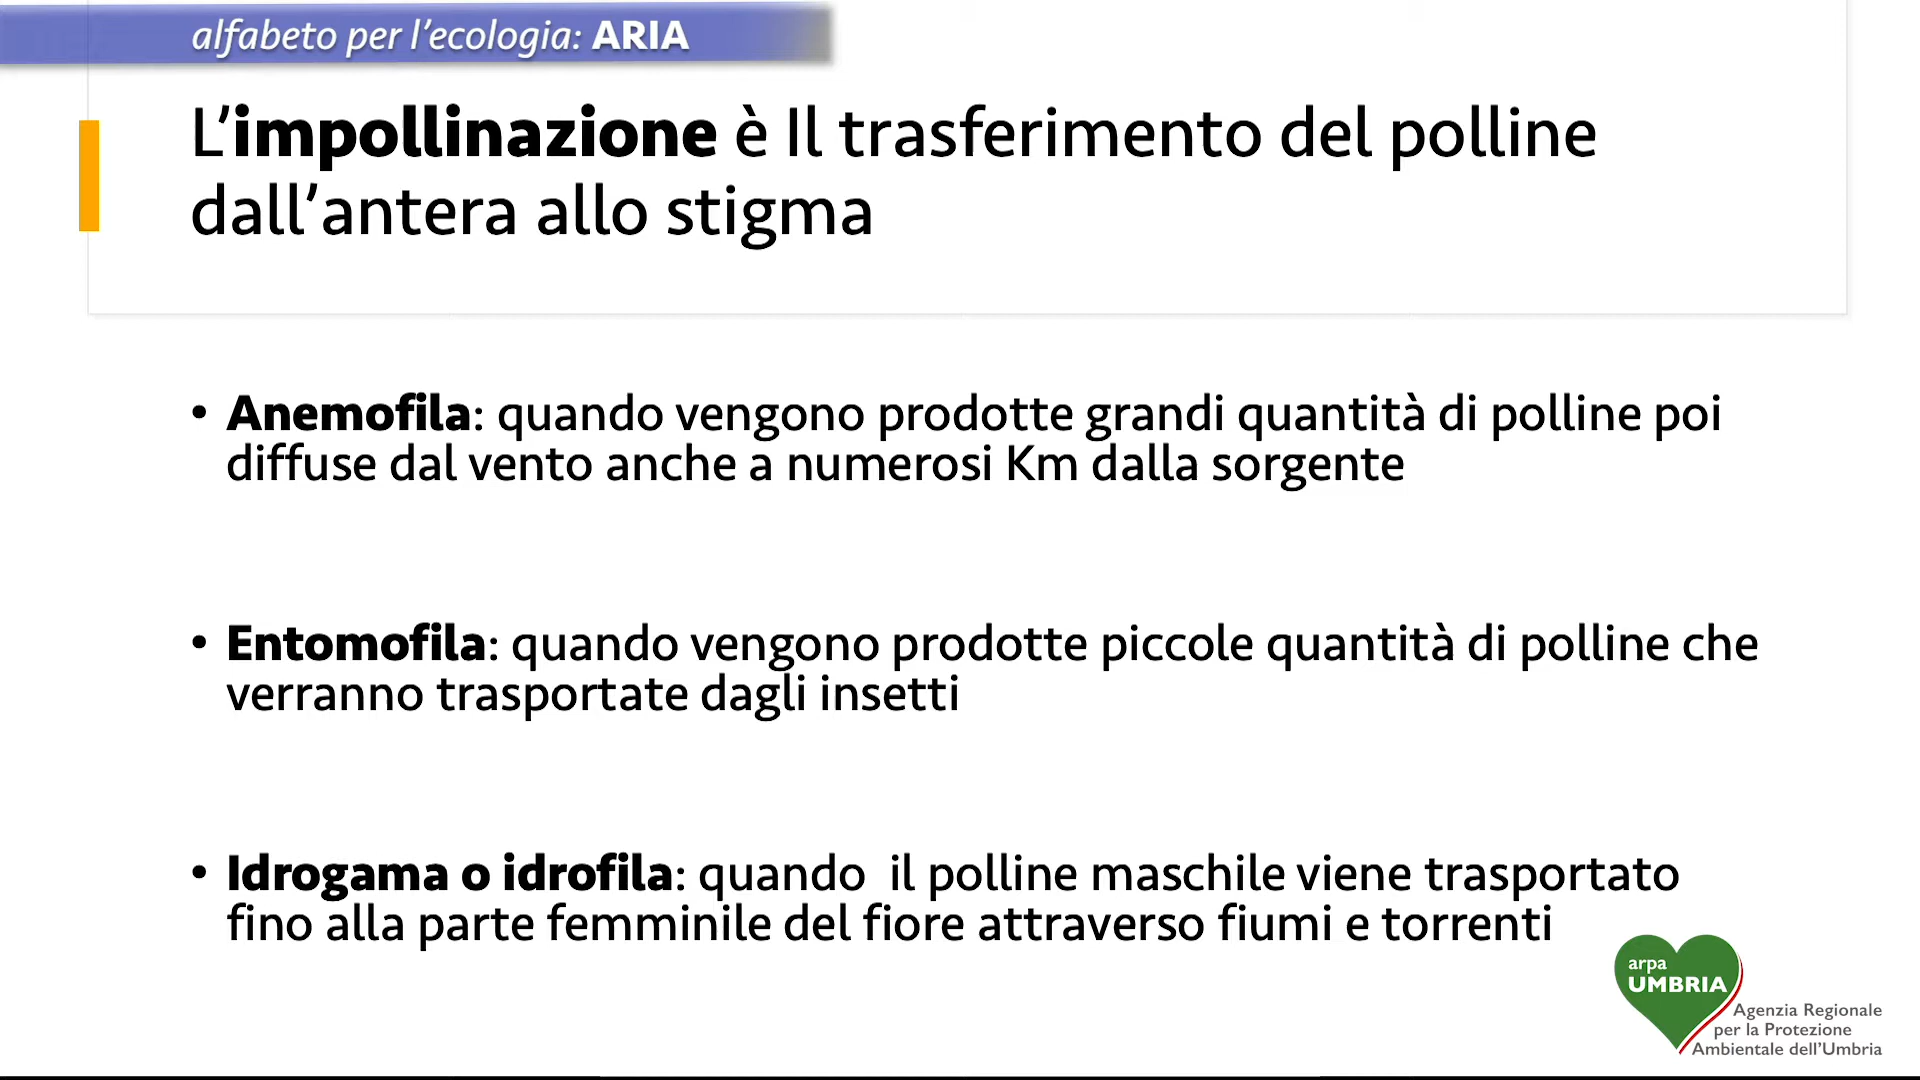 alfabeto per l’ecologia: ARIA
L’impollinazione è Il trasferimento del polline
dall’antera allo stigma
• Anemofila: quando vengono prodotte grandi quantità di polline poi
diffuse dal vento anche a numerosi Km dalla sorgente
• Entomofila: quando vengono prodotte piccole quantità di polline che
verranno trasportate dagli insetti
• Idrogama o idrofila: quando  il polline maschile viene trasportato
fino alla parte femminile del fiore attraverso fiumi e torrenti
arpa
UMBRIA
Agenzia Regionale
per la Protezione
Ambientale dell’Umbria